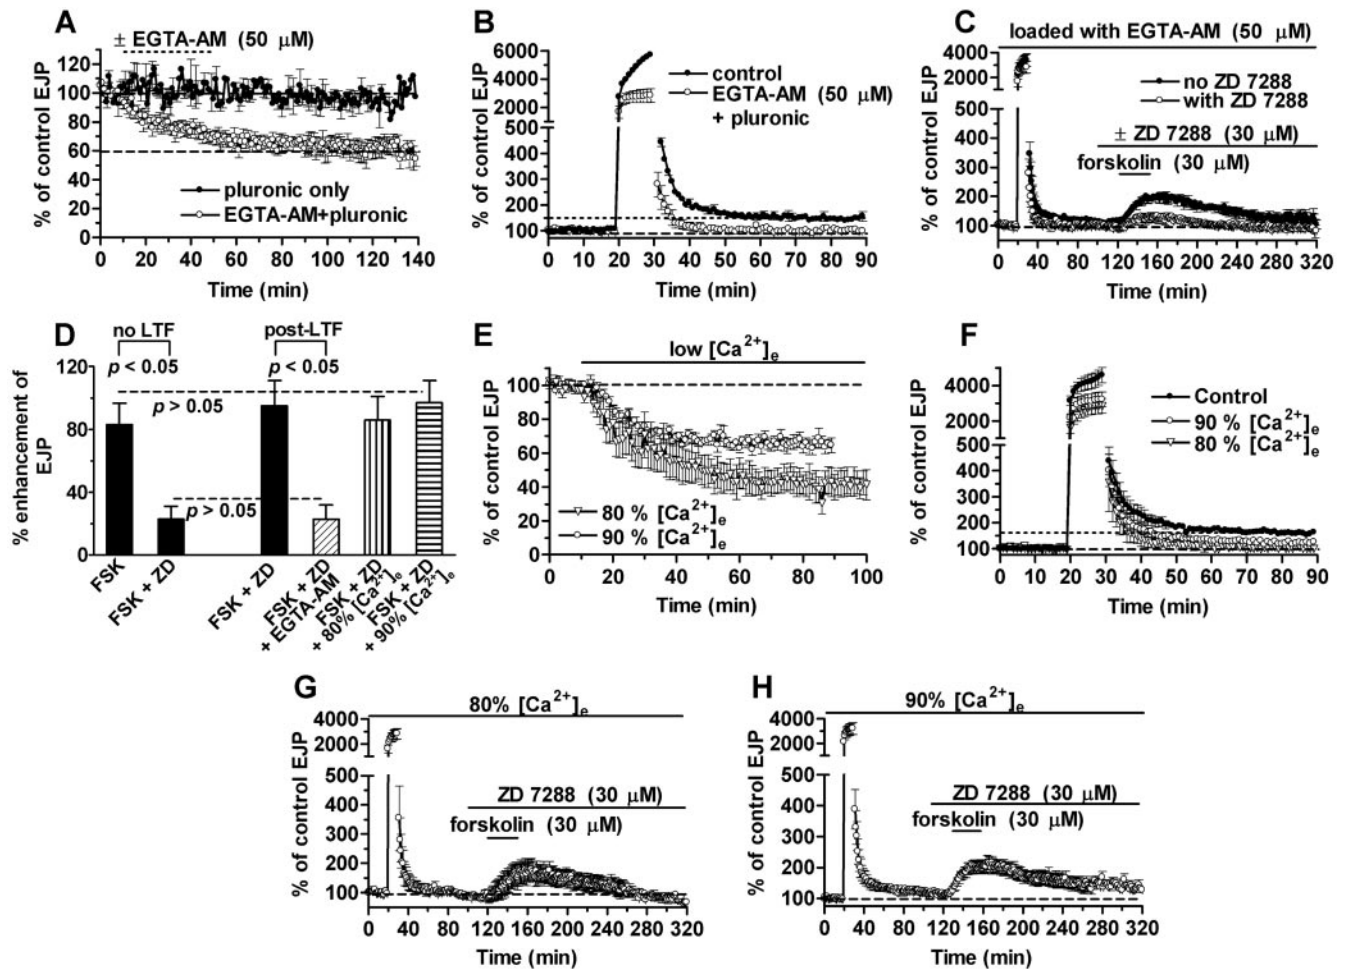 A
± EGTA-AM (50 μM)
% of control EJP
120
100
80
60
40
20
0
pluronic only
EGTA-AM+pluronic
0 20 40 60 80 100 120 140
Time (min)
B
% of control EJP
6000
4000
2000
500
400
300
200
100
control
EGTA-AM (50 μM)
+ pluronic
0 10 20 30 40 50 60 70 80 90
Time (min)
C
loaded with EGTA-AM (50 μM)
% of control EJP
4000
2000
500
400
300
200
100
no ZD 7288
with ZD 7288
± ZD 7288 (30 μM)
forskolin (30 μM)
0 40 80 120 160 200 240 280 320
Time (min)
D
no LTF
post-LTF
p < 0.05
p < 0.05
p > 0.05
p > 0.05
% enhancement of
EJP
120
80
40
0
FSK
FSK + ZD
FSK + ZD
FSK + ZD
+ EGTA-AM
FSK + ZD
+ 80% [Ca2+]e
FSK + ZD
+ 90% [Ca2+]e
E
low [Ca2+]e
% of control EJP
100
80
60
40
20
0
80 % [Ca2+]e
90 % [Ca2+]e
0 20 40 60 80 100
Time (min)
F
% of control EJP
4000
2000
500
400
300
200
100
Control
90 % [Ca2+]e
80 % [Ca2+]e
0 10 20 30 40 50 60 70 80 90
Time (min)
G
80% [Ca2+]e
% of control EJP
4000
2000
500
400
300
200
100
ZD 7288 (30 μM)
forskolin (30 μM)
0 40 80 120 160 200 240 280 320
Time (min)
H
90% [Ca2+]e
% of control EJP
4000
2000
500
400
300
200
100
ZD 7288 (30 μM)
forskolin (30 μM)
0 40 80 120 160 200 240 280 320
Time (min)